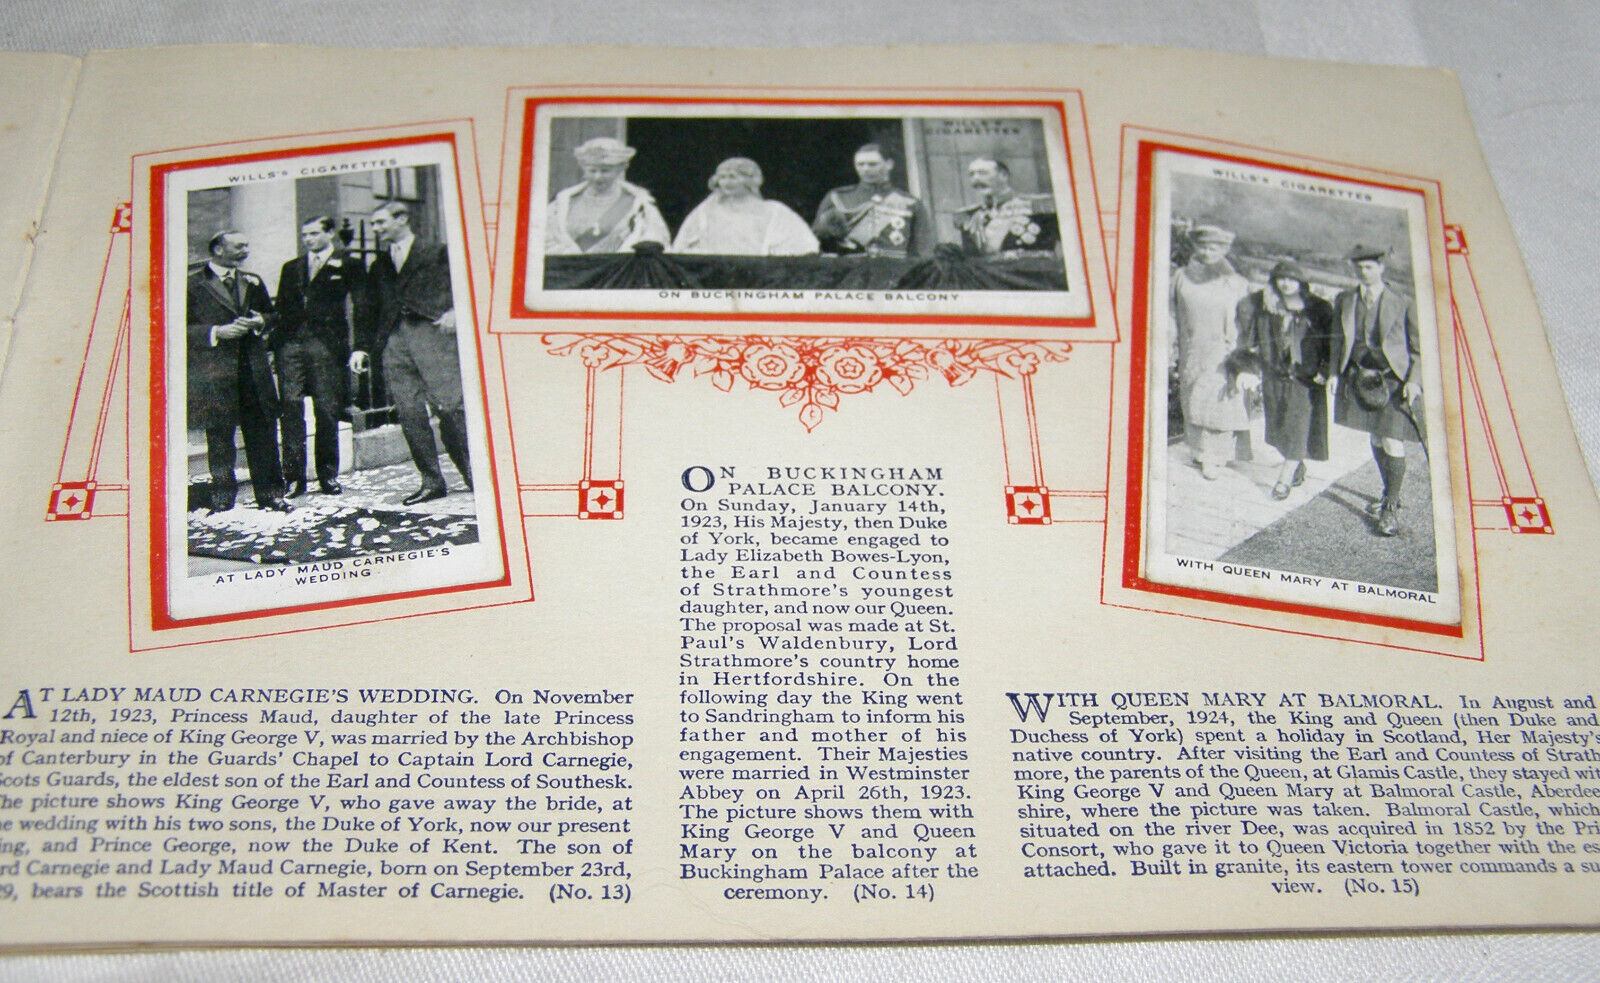 WILLS'S CIGARETTES
AT LADY MAUD CARNEGIE'S
WEDDING
WILLS'S
CIGARETTES
ON BUCKINGHAM PALACE BALCONY
WILLS'S CIGARETTES
WITH QUEEN MARY AT BALMORAL
AT LADY MAUD CARNEGIE'S WEDDING. On November
12th, 1923, Princess Maud, daughter of the late Princess
Royal and niece of King George V, was married by the Archbishop
of Canterbury in the Guards' Chapel to Captain Lord Carnegie,
Scots Guards, the eldest son of the Earl and Countess of Southesk.
The picture shows King George V, who gave away the bride, at
the wedding with his two sons, the Duke of York, now our present
King, and Prince George, now the Duke of Kent. The son of
Lord Carnegie and Lady Maud Carnegie, born on September 23rd,
bears the Scottish title of Master of Carnegie. (No. 13)
ON BUCKINGHAM
PALACE BALCONY.
On Sunday, January 14th,
1923, His Majesty, then Duke
of York, became engaged to
Lady Elizabeth Bowes-Lyon,
the Earl and Countess
of Strathmore's youngest
daughter, and now our Queen.
The proposal was made at St.
Paul's Waldenbury, Lord
Strathmore's country home
in Hertfordshire. On the
following day the King went
to Sandringham to inform his
father and mother of his
engagement. Their Majesties
were married in Westminster
Abbey on April 26th, 1923.
The picture shows them with
King George V and Queen
Mary on the balcony at
Buckingham Palace after the
ceremony. (No. 14)
WITH QUEEN MARY AT BALMORAL. In August and
September, 1924, the King and Queen (then Duke and
Duchess of York) spent a holiday in Scotland, Her Majesty's
native country. After visiting the Earl and Countess of Strath
more, the parents of the Queen, at Glamis Castle, they stayed wit
King George V and Queen Mary at Balmoral Castle, Aberdee
shire, where the picture was taken. Balmoral Castle, which
situated on the river Dee, was acquired in 1852 by the Pri
Consort, who gave it to Queen Victoria together with the es
attached. Built in granite, its eastern tower commands a su
view. (No. 15)